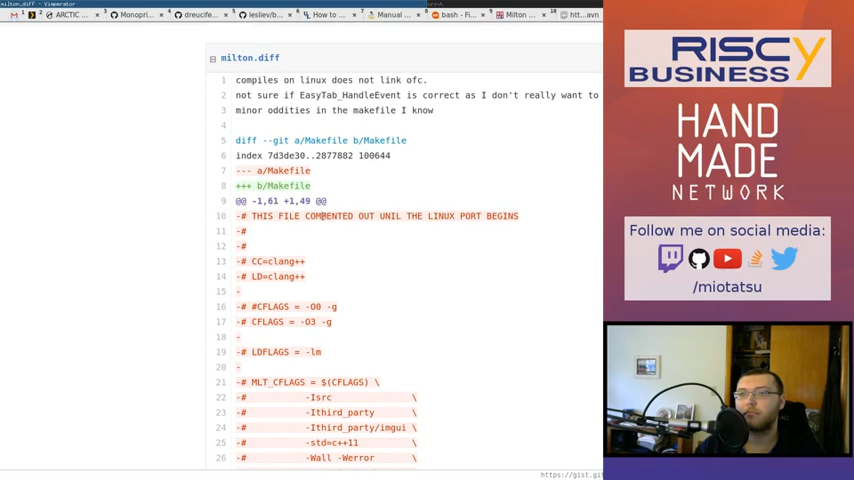 milton.diff - Vimperator
ARCTIC ...
Monopri...
dreucife...
lesliev/...
How to ...
Manual ...
bash - Fi...
Milton ...
htt...avn
milton.diff
1 compiles on linux does not link ofc.
2 not sure if EasyTab_HandleEvent is correct as I don't really want to
3 minor oddities in the makefile I know
4
5 diff --git a/Makefile b/Makefile
6 index 7d3de30..2877882 100644
7 --- a/Makefile
8 +++ b/Makefile
9 @@ -1,61 +1,49 @@
10 -# THIS FILE COMMENTED OUT UNIL THE LINUX PORT BEGINS
11 -#
12 -#
13 -# CC=clang++
14 -# LD=clang++
15 -
16 -# #CFLAGS = -O0 -g
17 -# CFLAGS = -O3 -g
18 -
19 -# LDFLAGS = -lm
20 -
21 -# MLT_CFLAGS = $(CFLAGS) \
22 -# -Isrc \
23 -# -Ithird_party \
24 -# -Ithird_party/imgui \
25 -# -std=c++11 \
26 -# -Wall -Werror \
https://gist.gi
RISCY
BUSINESS
HAND
MADE
NETWORK
Follow me on social media:
/miotatsu